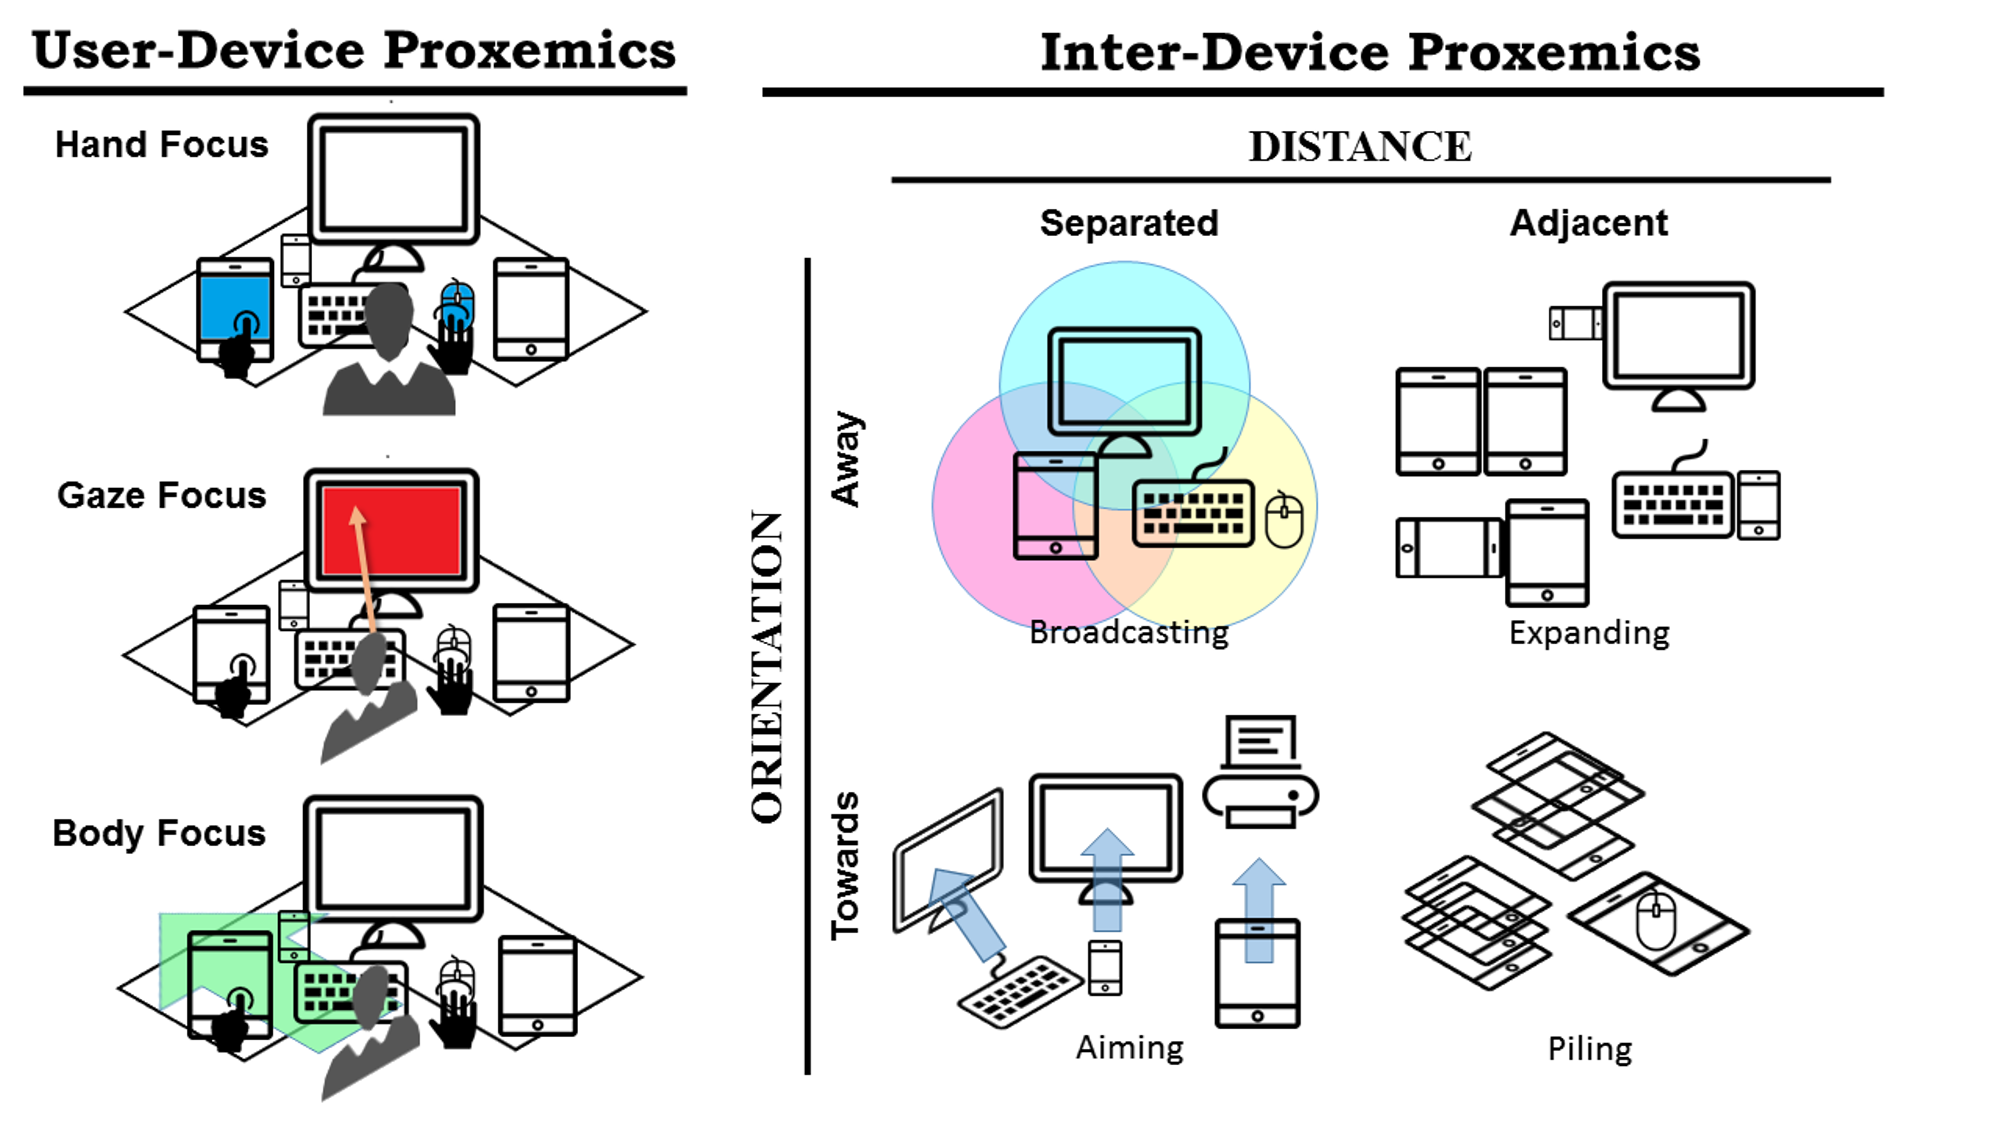 User-Device Proxemics
Hand Focus
Gaze Focus
Body Focus
Inter-Device Proxemics
DISTANCE
Separated
Adjacent
ORIENTATION
Away
Broadcasting
Expanding
Towards
Aiming
Piling